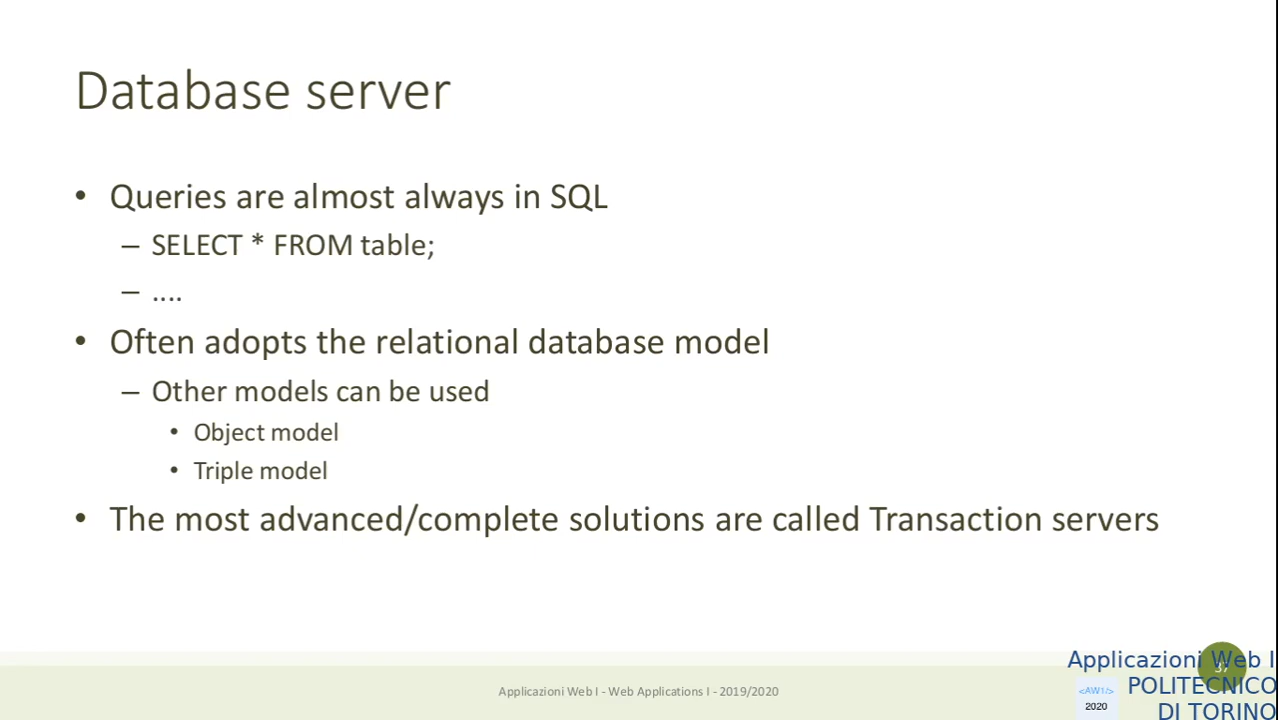 Database server
• Queries are almost always in SQL
– SELECT * FROM table;
– ....
• Often adopts the relational database model
– Other models can be used
• Object model
• Triple model
• The most advanced/complete solutions are called Transaction servers
Applicazioni Web I - Web Applications I - 2019/2020
Applicazioni Web I
POLITECNICO
DI TORINO
<AW1/>
2020